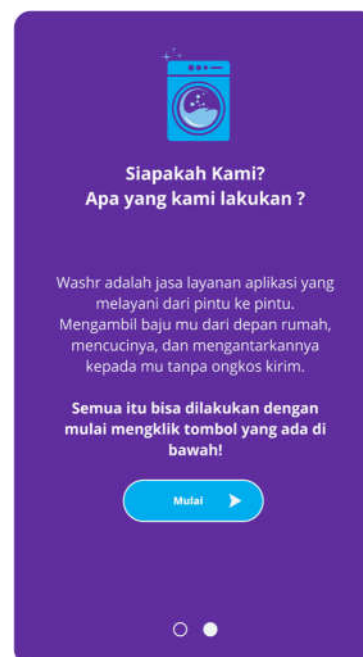 Siapakah Kami?
Apa yang kami lakukan ?
Washr adalah jasa layanan aplikasi yang
melayani dari pintu ke pintu.
Mengambil baju mu dari depan rumah,
mencucinya, dan mengantarkannya
kepada mu tanpa ongkos kirim.
Semua itu bisa dilakukan dengan
mulai mengklik tombol yang ada di
bawah!
Mulai